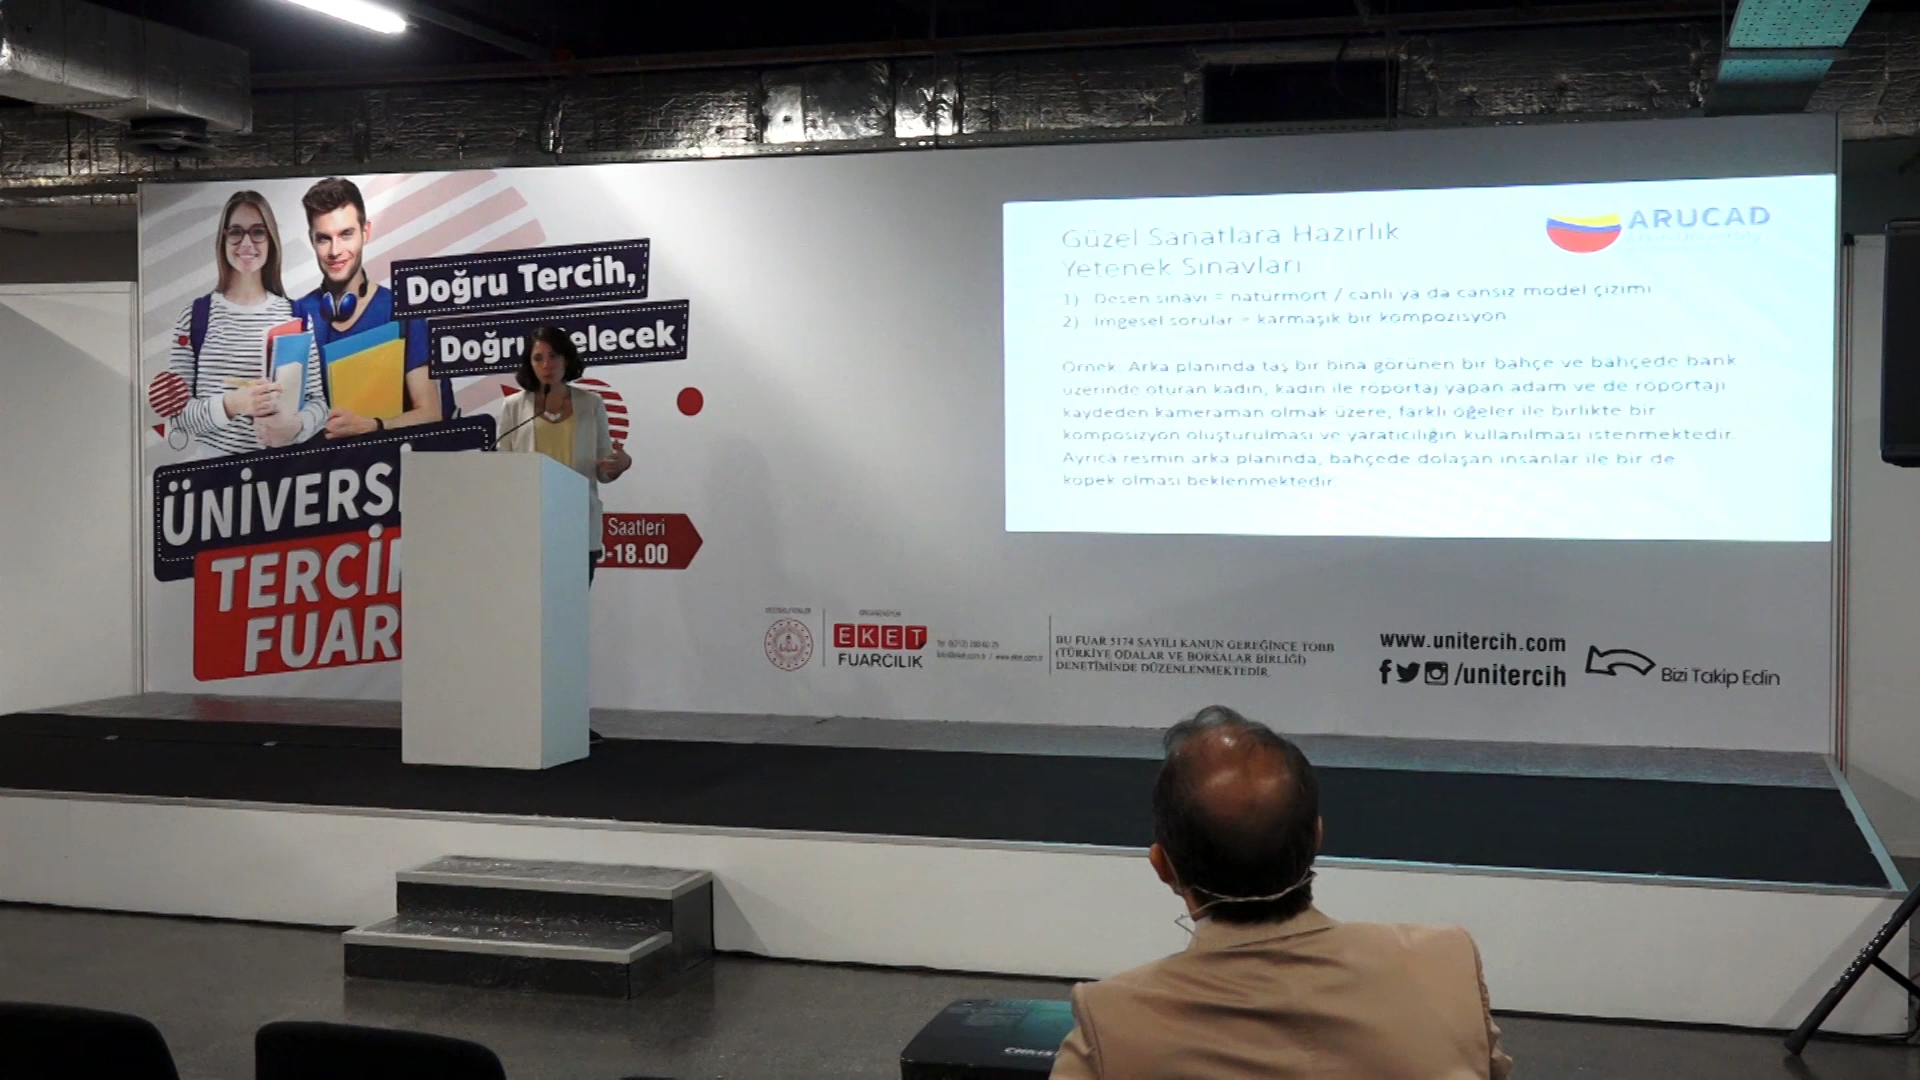 Doğru Tercih,
Doğru elecek
ÜNİVERS
TERCİ
FUAR
Saatleri
-18.00
ARUCAD
Güzel Sanatlara Hazırlık
Yetenek Sınavları
1) Desen sınavı = natürmort / canlı ya da cansız model çizimi
2) İmgesel sorular = karmaşık bir kompozisyon
Örnek: Arka planında taş bir bina görünen bir bahçe ve bahçede bank
üzerinde oturan kadın, kadın ile röportaj yapan adam ve de röportajı
kaydeden kameraman olmak üzere, farklı öğeler ile birlikte bir
kompozisyon oluşturulması ve yaratıcılığın kullanılması istenmektedir.
Ayrıca resmin arka planında, bahçede dolaşan insanlar ile bir de
köpek olması beklenmektedir.
EKET
FUARCILIK
BU FUAR 5174 SAYILI KANUN GEREĞİNCE TOBB
(TÜRKİYE ODALAR VE BORSALAR BİRLİĞİ)
DENETİMİNDE DÜZENLENMEKTEDİR.
www.unitercih.com
/unitercih
Bizi Takip Edin